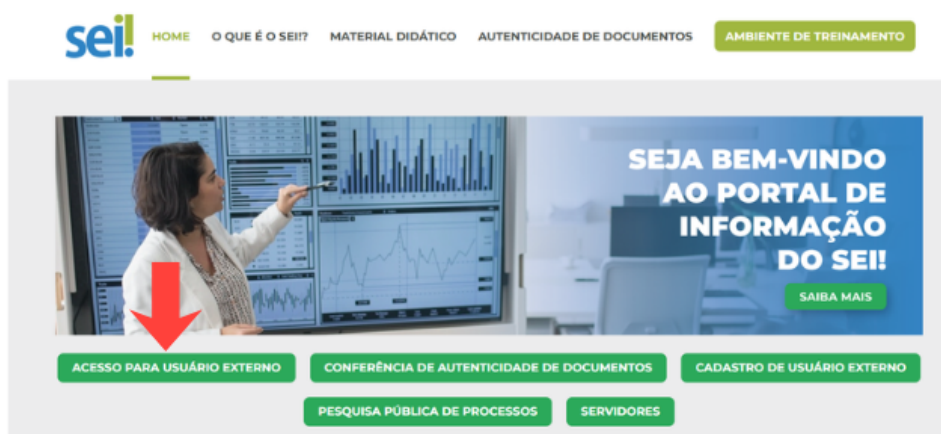 sei!
HOME O QUE É O SEI!? MATERIAL DIDÁTICO AUTENTICIDADE DE DOCUMENTOS AMBIENTE DE TREINAMENTO
SEJA BEM-VINDO
AO PORTAL DE
INFORMAÇÃO
DO SEI!
SAIBA MAIS
ACESSO PARA USUÁRIO EXTERNO CONFERÊNCIA DE AUTENTICIDADE DE DOCUMENTOS CADASTRO DE USUÁRIO EXTERNO
PESQUISA PÚBLICA DE PROCESSOS SERVIDORES